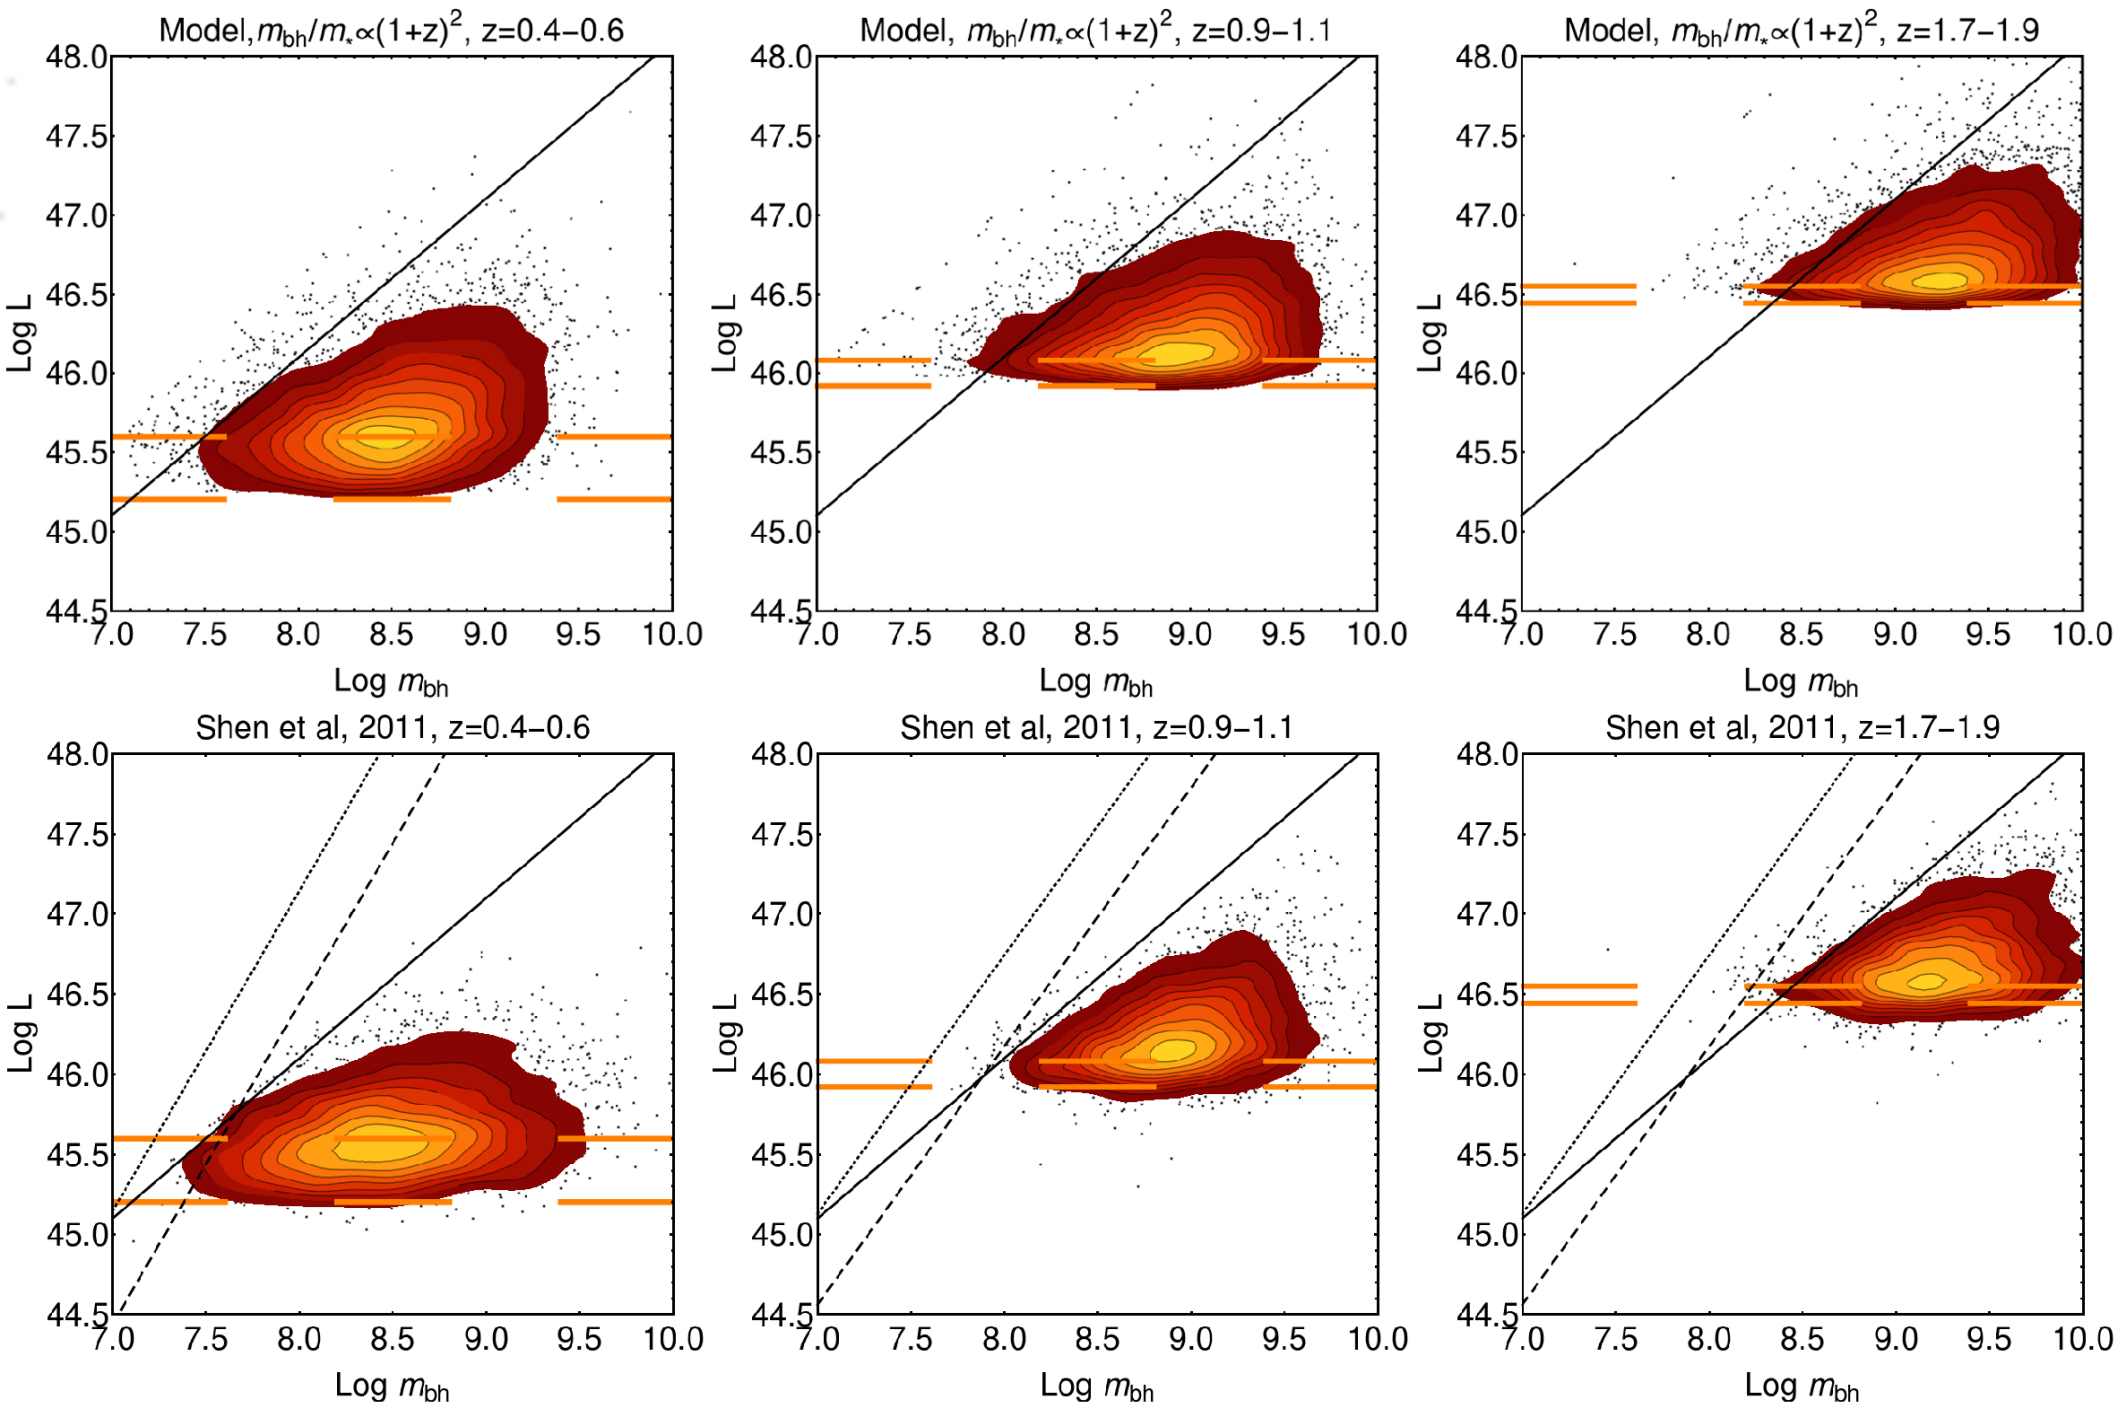 Model, m_bh/m_*∝(1+z)², z=0.4–0.6
48.0
47.5
47.0
46.5
46.0
45.5
45.0
44.5
Log L
7.0 7.5 8.0 8.5 9.0 9.5 10.0
Log m_bh
Model, m_bh/m_*∝(1+z)², z=0.9–1.1
48.0
47.5
47.0
46.5
46.0
45.5
45.0
44.5
Log L
7.0 7.5 8.0 8.5 9.0 9.5 10.0
Log m_bh
Model, m_bh/m_*∝(1+z)², z=1.7–1.9
48.0
47.5
47.0
46.5
46.0
45.5
45.0
44.5
Log L
7.0 7.5 8.0 8.5 9.0 9.5 10.0
Log m_bh
Shen et al, 2011, z=0.4–0.6
48.0
47.5
47.0
46.5
46.0
45.5
45.0
44.5
Log L
7.0 7.5 8.0 8.5 9.0 9.5 10.0
Log m_bh
Shen et al, 2011, z=0.9–1.1
48.0
47.5
47.0
46.5
46.0
45.5
45.0
44.5
Log L
7.0 7.5 8.0 8.5 9.0 9.5 10.0
Log m_bh
Shen et al, 2011, z=1.7–1.9
48.0
47.5
47.0
46.5
46.0
45.5
45.0
44.5
Log L
7.0 7.5 8.0 8.5 9.0 9.5 10.0
Log m_bh